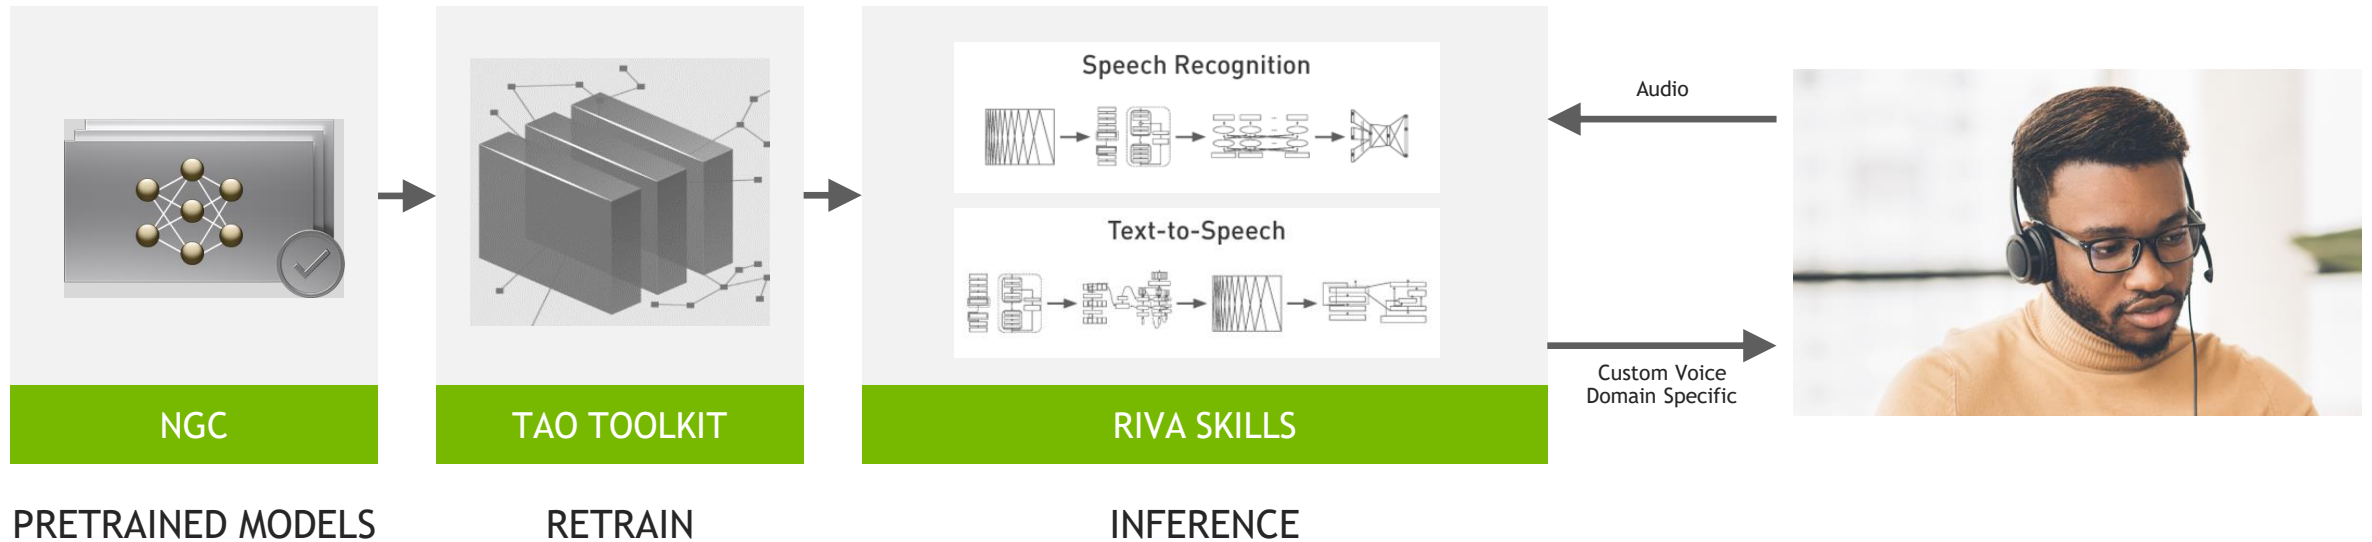 Speech Recognition
Text-to-Speech
Audio
Custom Voice
Domain Specific
NGC
TAO TOOLKIT
RIVA SKILLS
PRETRAINED MODELS
RETRAIN
INFERENCE